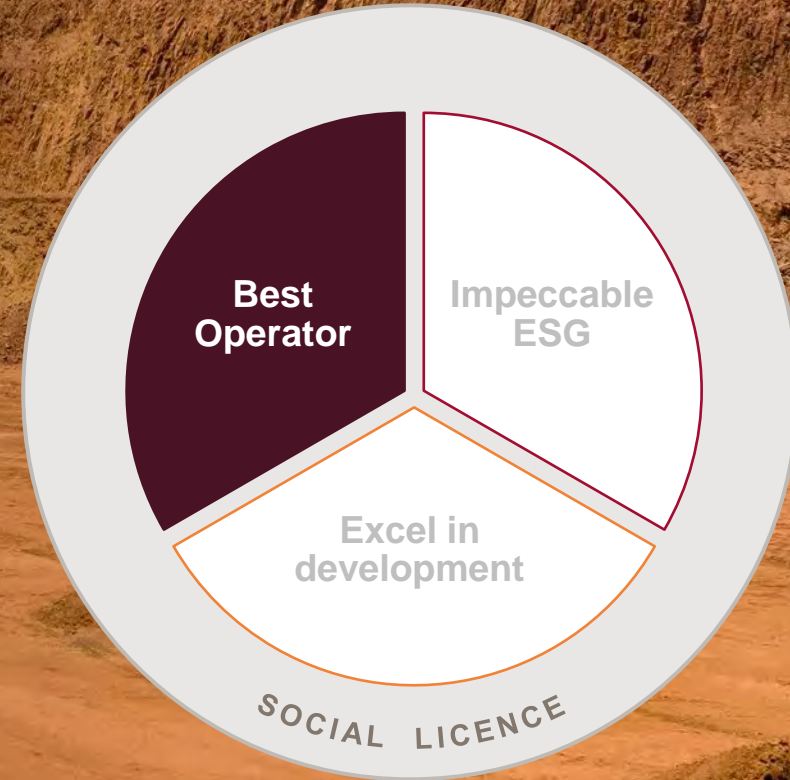 Best
Operator
Impeccable
ESG
Excel in
development
SOCIAL LICENCE